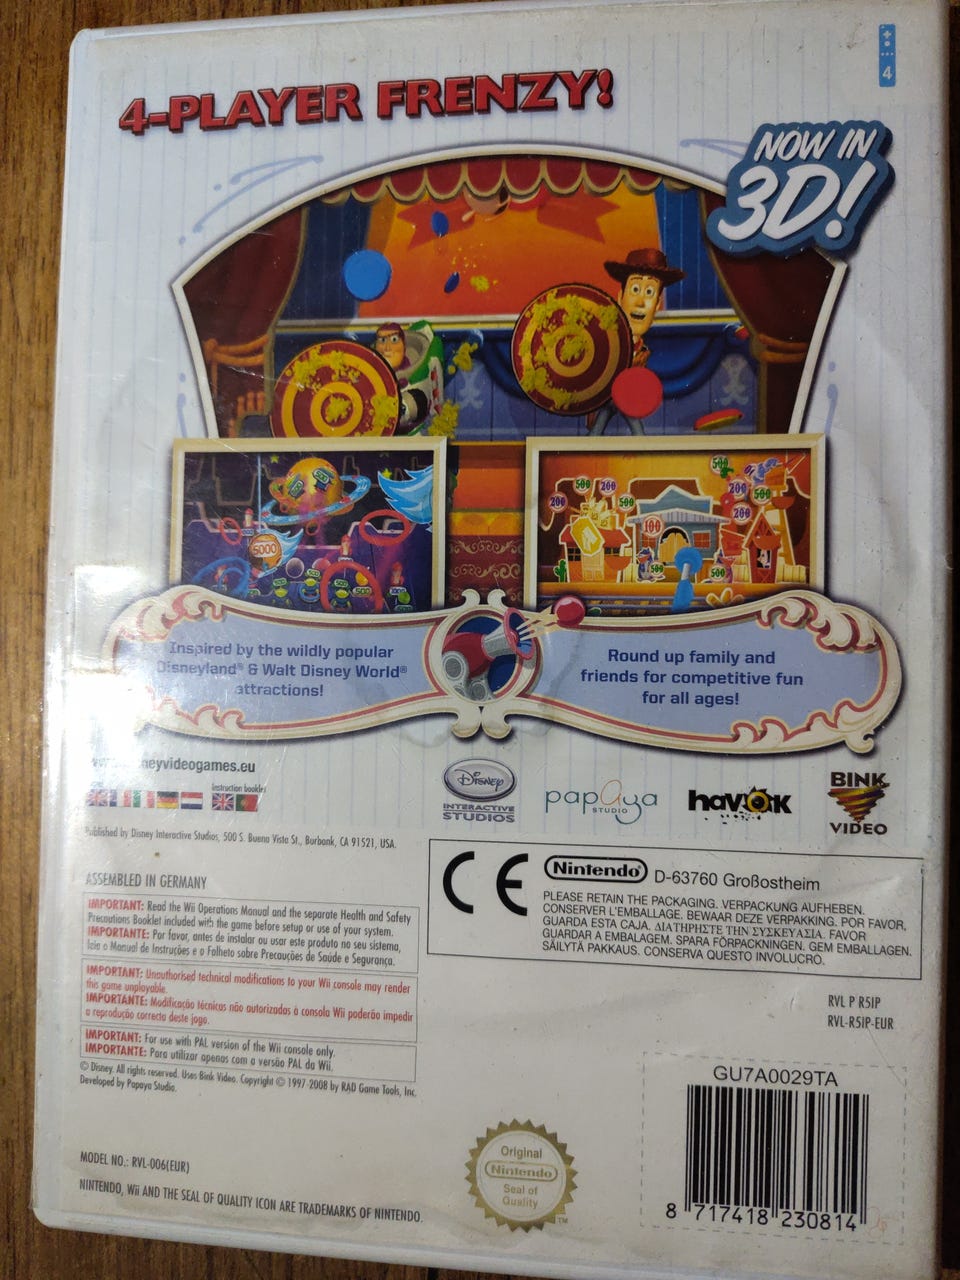 4
4-PLAYER FRENZY!
NOW IN
3D!
5000
500
200
500
200
500
200
500
200
100
500
500
Inspired by the wildly popular
Disneyland® & Walt Disney World®
attractions!
Round up family and
friends for competitive fun
for all ages!
neyvideogames.eu
instruction booklet
Disney
INTERACTIVE
STUDIOS
papaya
STUDIO
havok
BINK
VIDEO
Published by Disney Interactive Studios, 500 S. Buena Vista St., Burbank, CA 91521, USA.
ASSEMBLED IN GERMANY
IMPORTANT: Read the Wii Operations Manual and the separate Health and Safety
Precautions Booklet included with the game before setup or use of your system.
IMPORTANTE: Por favor, antes de instalar ou usar este produto no seu sistema,
leia o Manual de Instruções e o Folheto sobre Precauções de Saúde e Segurança.
IMPORTANT: Unauthorised technical modifications to your Wii console may render
this game unplayable.
IMPORTANTE: Modificação técnicas não autorizadas à consola Wii poderão impedir
a reprodução correcta deste jogo.
IMPORTANT: For use with PAL version of the Wii console only.
IMPORTANTE: Para utilizar apenas com a versão PAL da Wii.
© Disney. All rights reserved. Uses Bink Video. Copyright © 1997-2008 by RAD Game Tools, Inc.
Developed by Papaya Studio.
CE
Nintendo
D-63760 Großostheim
PLEASE RETAIN THE PACKAGING. VERPACKUNG AUFHEBEN.
CONSERVER L'EMBALLAGE. BEWAAR DEZE VERPAKKING. POR FAVOR,
GUARDA ESTA CAJA. ΔΙΑΤΗΡΗΣΤΕ ΤΗΝ ΣΥΣΚΕΥΑΣΙΑ. FAVOR
GUARDAR A EMBALAGEM. SPARA FÖRPACKNINGEN. GEM EMBALLAGEN.
SÄILYTÄ PAKKAUS. CONSERVA QUESTO INVOLUCRO.
RVL P R5IP
RVL-R5IP-EUR
GU7A0029TA
8 717418 230814
MODEL NO.: RVL-006(EUR)
NINTENDO, Wii AND THE SEAL OF QUALITY ICON ARE TRADEMARKS OF NINTENDO.
Original
Nintendo
Seal of
Quality
TM